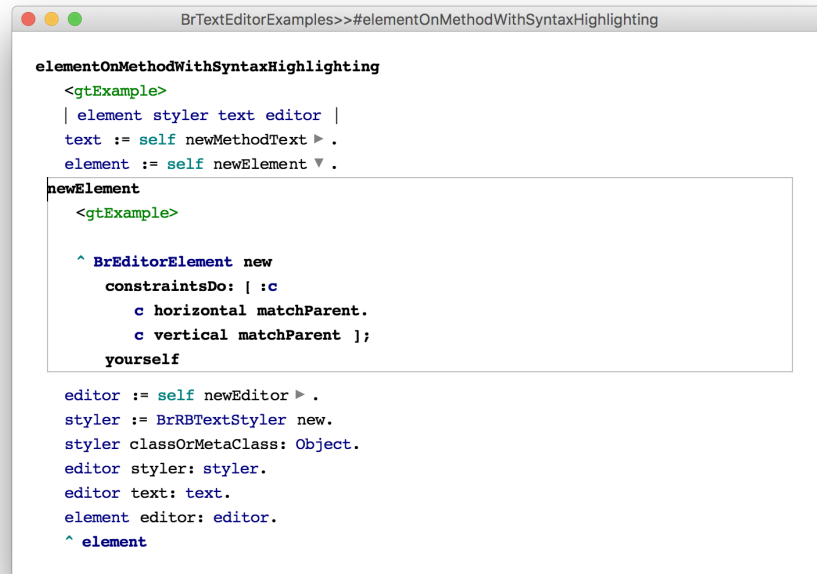 BrTextEditorExamples>>#elementOnMethodWithSyntaxHighlighting
elementOnMethodWithSyntaxHighlighting
<gtExample>
| element styler text editor |
text := self newMethodText ▶ .
element := self newElement ▼ .
newElement
<gtExample>
^ BrEditorElement new
constraintsDo: [ :c
c horizontal matchParent.
c vertical matchParent ];
yourself
editor := self newEditor ▶ .
styler := BrRBTextStyler new.
styler classOrMetaClass: Object.
editor styler: styler.
editor text: text.
element editor: editor.
^ element